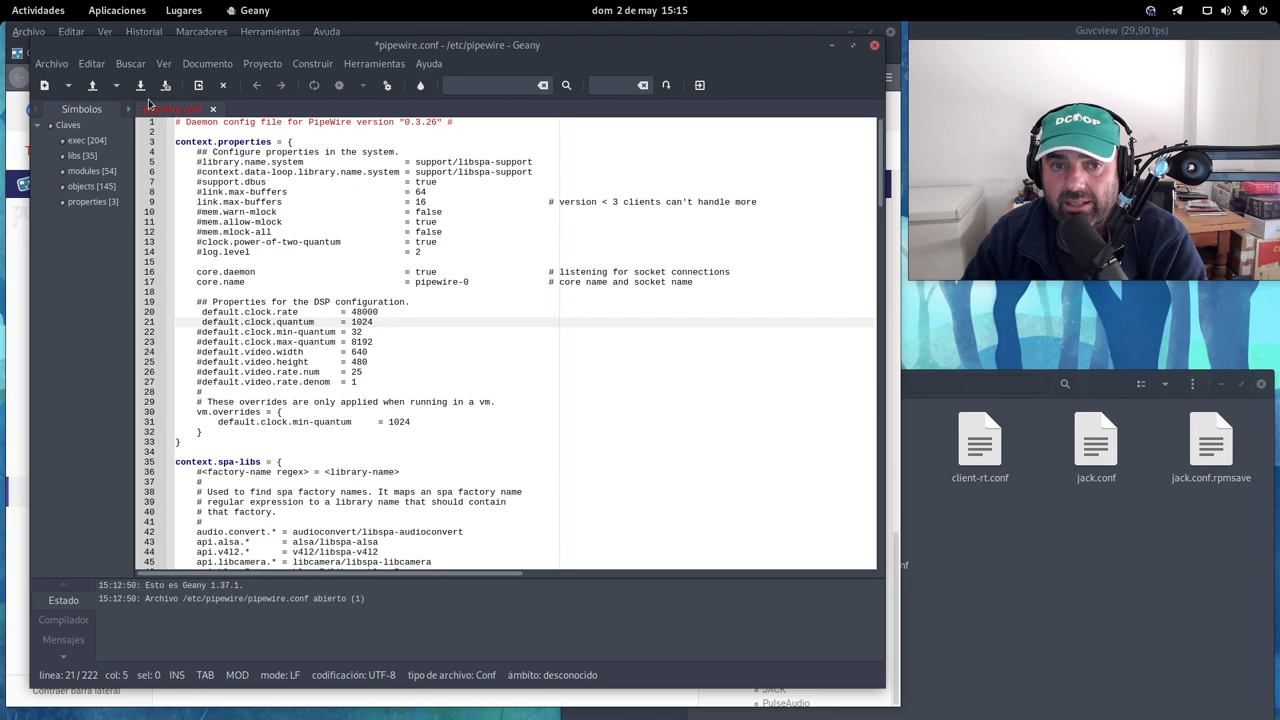 Actividades Aplicaciones Lugares Geany dom 2 de may 15:15
Archivo Editar Ver Historial Marcadores Herramientas Ayuda
Guvcview (29,90 fps)
*pipewire.conf - /etc/pipewire - Geany
Archivo Editar Buscar Ver Documento Proyecto Construir Herramientas Ayuda
Símbolos
pipewire.conf
Claves
exec [204]
libs [35]
modules [54]
objects [145]
properties [3]
1 # Daemon config file for PipeWire version "0.3.26" #
2
3 context.properties = {
4 ## Configure properties in the system.
5 #library.name.system = support/libspa-support
6 #context.data-loop.library.name.system = support/libspa-support
7 #support.dbus = true
8 #link.max-buffers = 64
9 link.max-buffers = 16 # version < 3 clients can't handle more
10 #mem.warn-mlock = false
11 #mem.allow-mlock = true
12 #mem.mlock-all = false
13 #clock.power-of-two-quantum = true
14 #log.level = 2
15
16 core.daemon = true # listening for socket connections
17 core.name = pipewire-0 # core name and socket name
18
19 ## Properties for the DSP configuration.
20 default.clock.rate = 48000
21 default.clock.quantum = 1024
22 #default.clock.min-quantum = 32
23 #default.clock.max-quantum = 8192
24 #default.video.width = 640
25 #default.video.height = 480
26 #default.video.rate.num = 25
27 #default.video.rate.denom = 1
28 #
29 # These overrides are only applied when running in a vm.
30 vm.overrides = {
31 default.clock.min-quantum = 1024
32 }
33 }
34
35 context.spa-libs = {
36 #<factory-name regex> = <library-name>
37 #
38 # Used to find spa factory names. It maps an spa factory name
39 # regular expression to a library name that should contain
40 # that factory.
41 #
42 audio.convert.* = audioconvert/libspa-audioconvert
43 api.alsa.* = alsa/libspa-alsa
44 api.v4l2.* = v4l2/libspa-v4l2
45 api.libcamera.* = libcamera/libspa-libcamera
DCOOP
client-rt.conf jack.conf jack.conf.rpmsave
Estado
Compilador
Mensajes
15:12:50: Esto es Geany 1.37.1.
15:12:50: Archivo /etc/pipewire/pipewire.conf abierto (1)
línea: 21 / 222 col: 5 sel: 0 INS TAB MOD mode: LF codificación: UTF-8 tipo de archivo: Conf ámbito: desconocido
Contraer barra lateral
JACK
PulseAudio